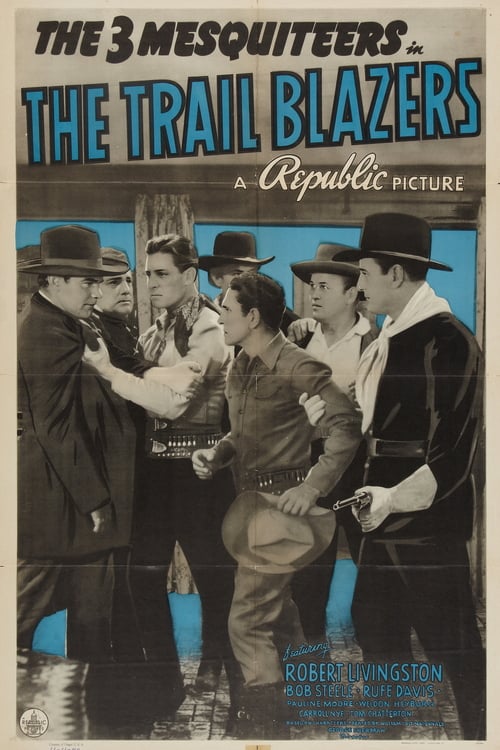 THE 3 MESQUITEERS in
THE TRAIL BLAZERS
A Republic PICTURE
featuring
ROBERT LIVINGSTON
BOB STEELE · RUFE DAVIS ·
PAULINE MOORE · WELDON HEYBURN
CARROLL NYE · TOM CHATTERTON
REPUBLIC